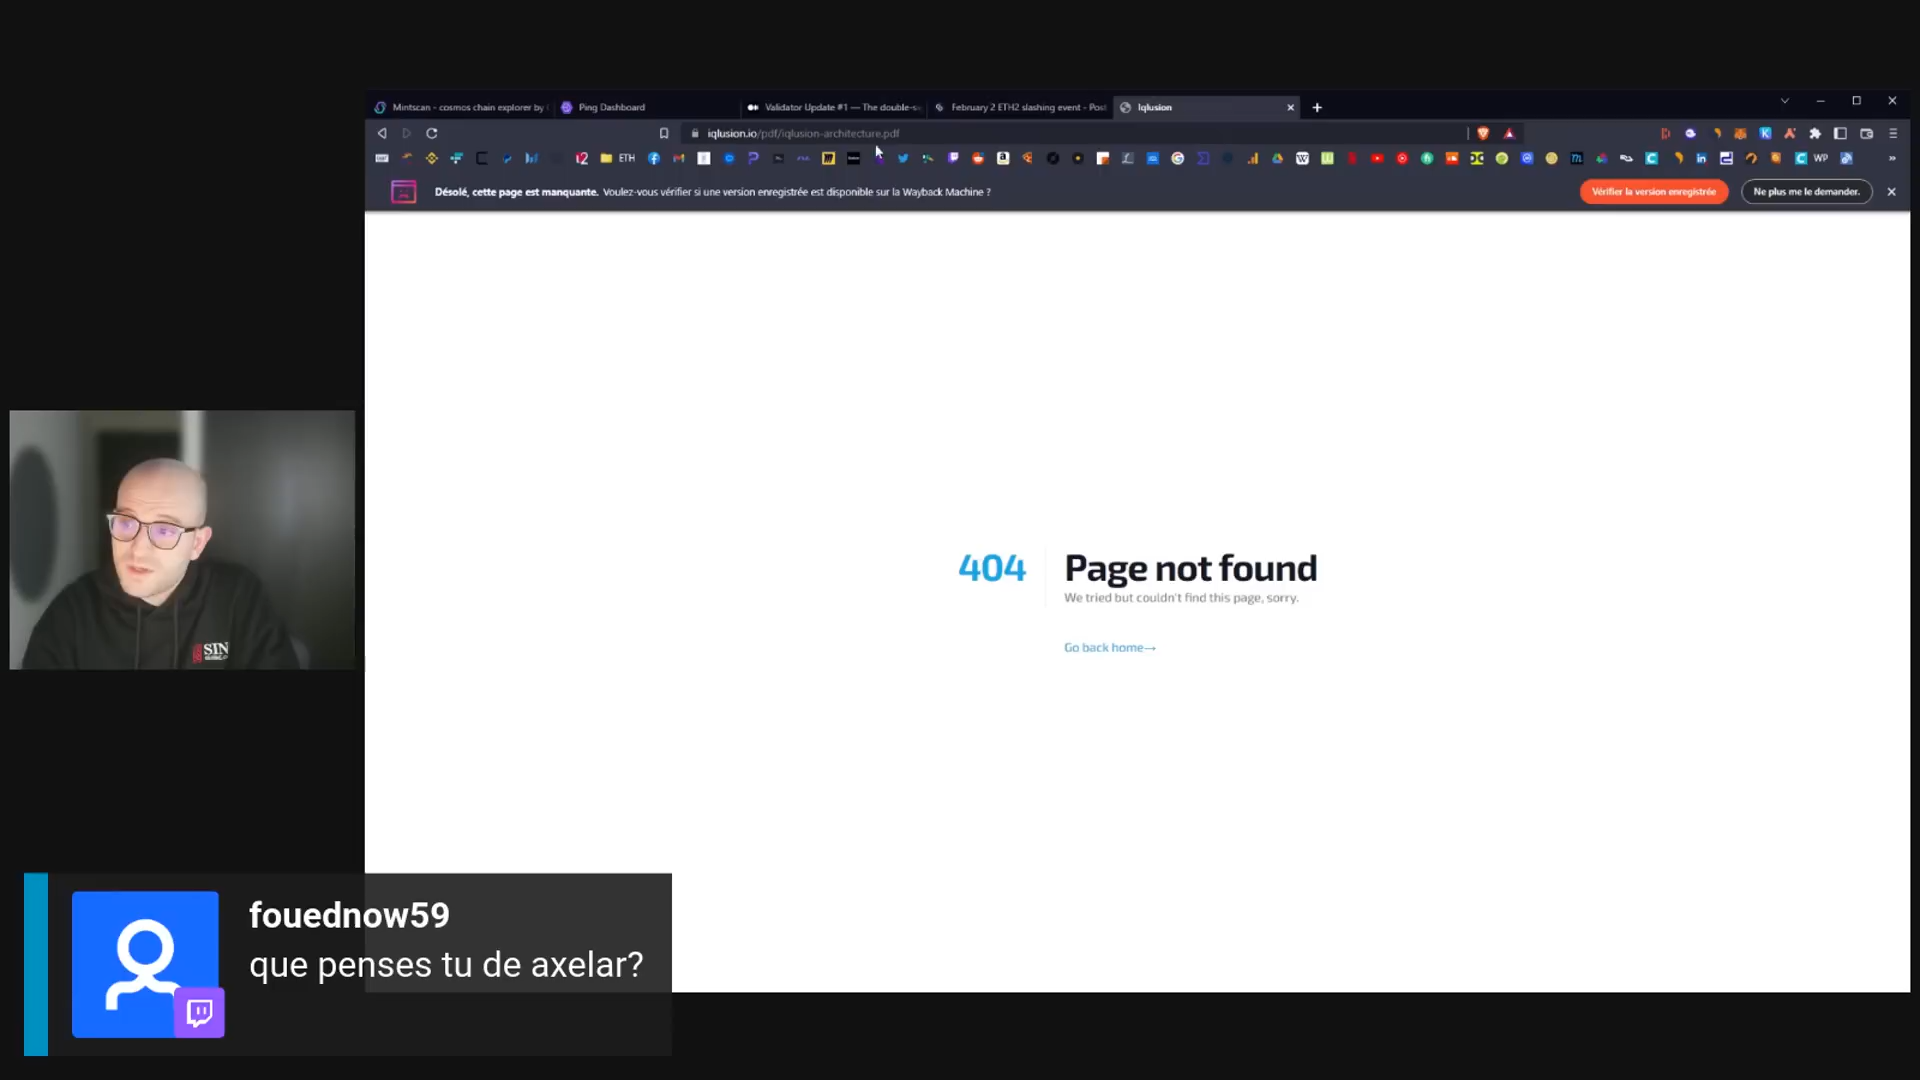 Mintscan - cosmos chain explorer by
Ping Dashboard
Validator Update #1 — The double-s
February 2 ETH2 slashing event - Pos
Iqlusion
iqlusion.io/pdf/iqlusion-architecture.pdf
ETH
WP
Désolé, cette page est manquante. Voulez-vous vérifier si une version enregistrée est disponible sur la Wayback Machine ?
Vérifier la version enregistrée
Ne plus me le demander.
404
Page not found
We tried but couldn't find this page, sorry.
Go back home→
SIN
fouednow59
que penses tu de axelar?